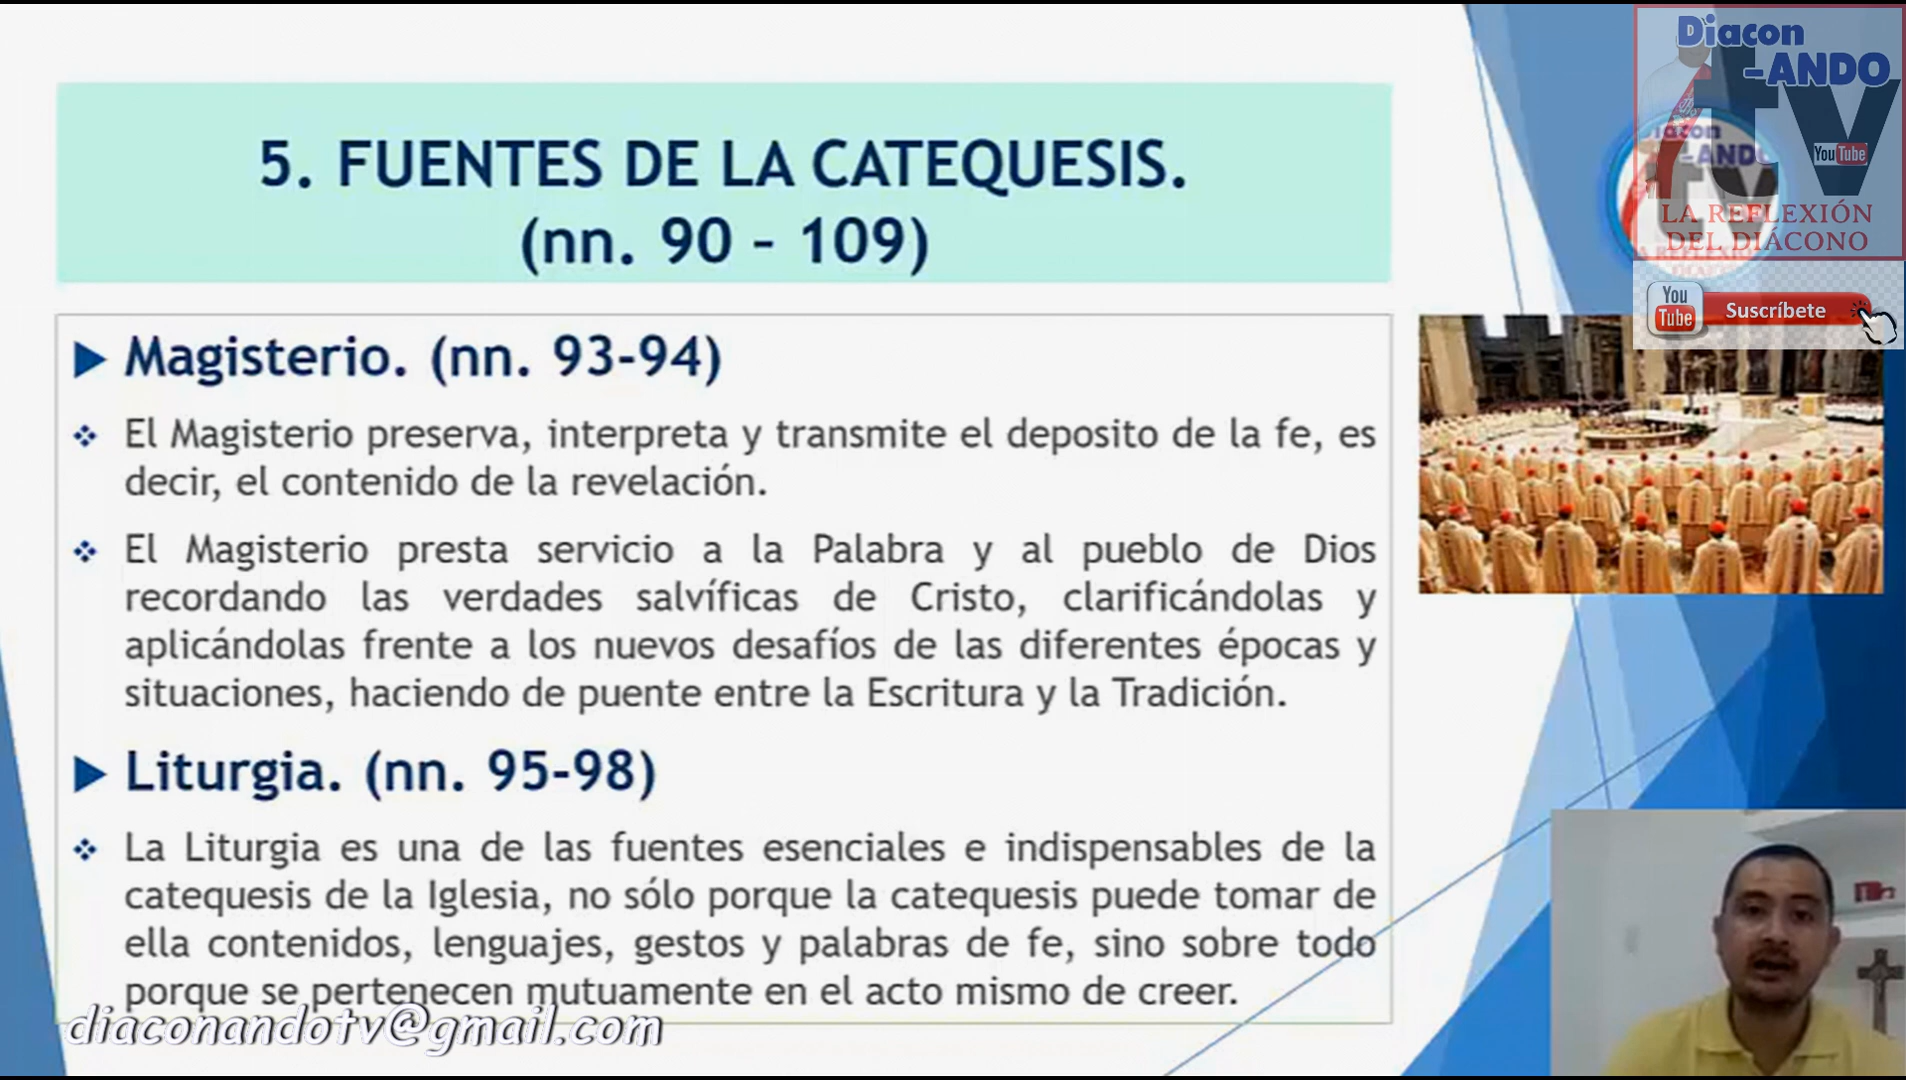 5. FUENTES DE LA CATEQUESIS.
(nn. 90 – 109)
Magisterio. (nn. 93-94)
El Magisterio preserva, interpreta y transmite el deposito de la fe, es
decir, el contenido de la revelación.
El Magisterio presta servicio a la Palabra y al pueblo de Dios
recordando las verdades salvíficas de Cristo, clarificándolas y
aplicándolas frente a los nuevos desafíos de las diferentes épocas y
situaciones, haciendo de puente entre la Escritura y la Tradición.
Liturgia. (nn. 95-98)
La Liturgia es una de las fuentes esenciales e indispensables de la
catequesis de la Iglesia, no sólo porque la catequesis puede tomar de
ella contenidos, lenguajes, gestos y palabras de fe, sino sobre todo
porque se pertenecen mutuamente en el acto mismo de creer.
diaconandotv@gmail.com
Diacon
-ANDO
tv
YouTube
LA REFLEXIÓN
DEL DIÁCONO
You
Tube
Suscríbete